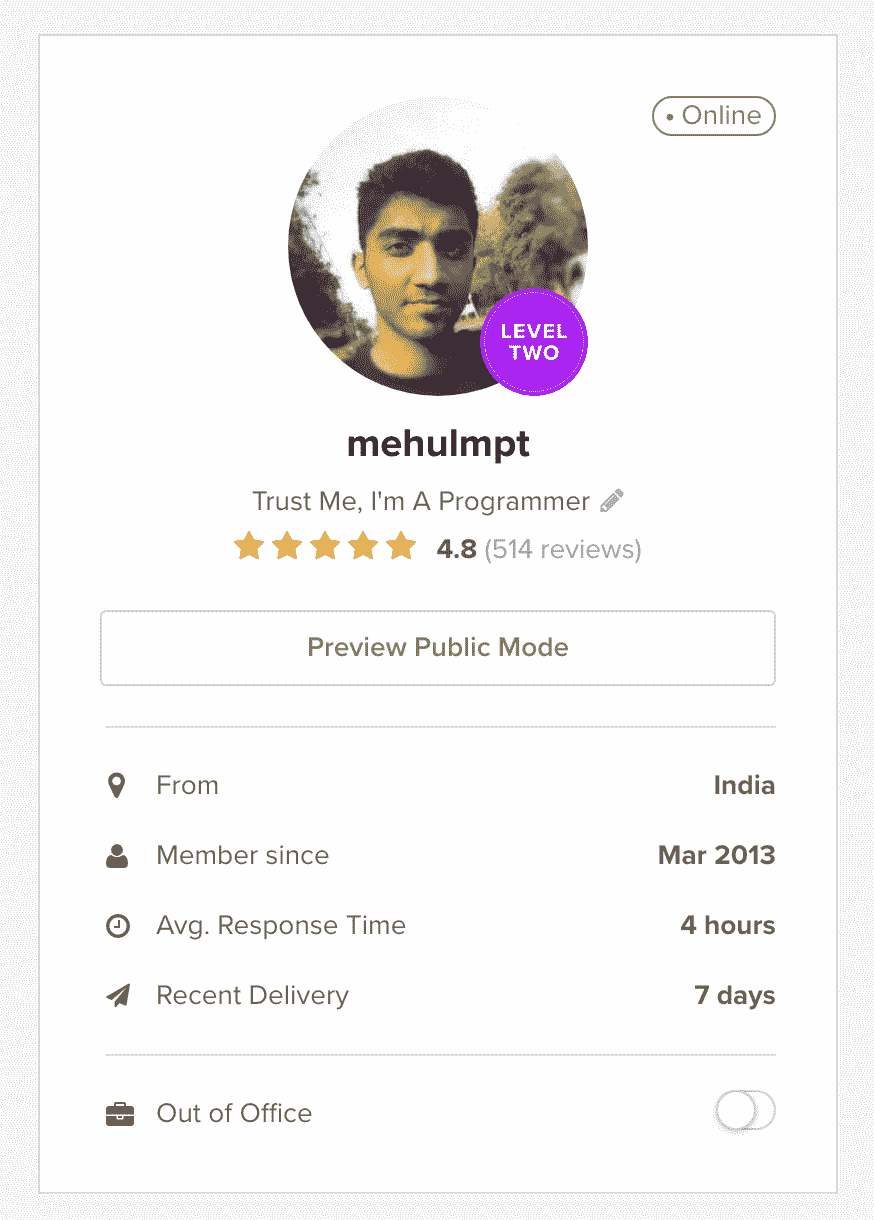 • Online
LEVEL
TWO
mehulmpt
Trust Me, I'm A Programmer
4.8 (514 reviews)
Preview Public Mode
From India
Member since Mar 2013
Avg. Response Time 4 hours
Recent Delivery 7 days
Out of Office